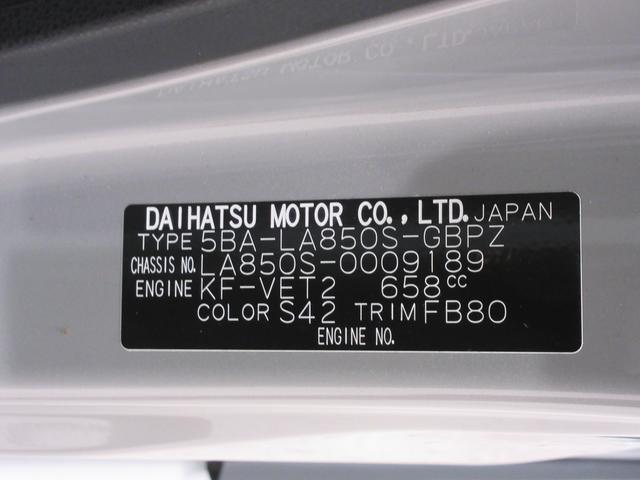 DAIHATSU MOTOR CO., LTD. JAPAN
TYPE 5BA-LA850S-GBPZ
CHASSIS NO. LA850S-0009189
ENGINE KF-VET2 658cc
COLOR S42 TRIM FB80
ENGINE NO.